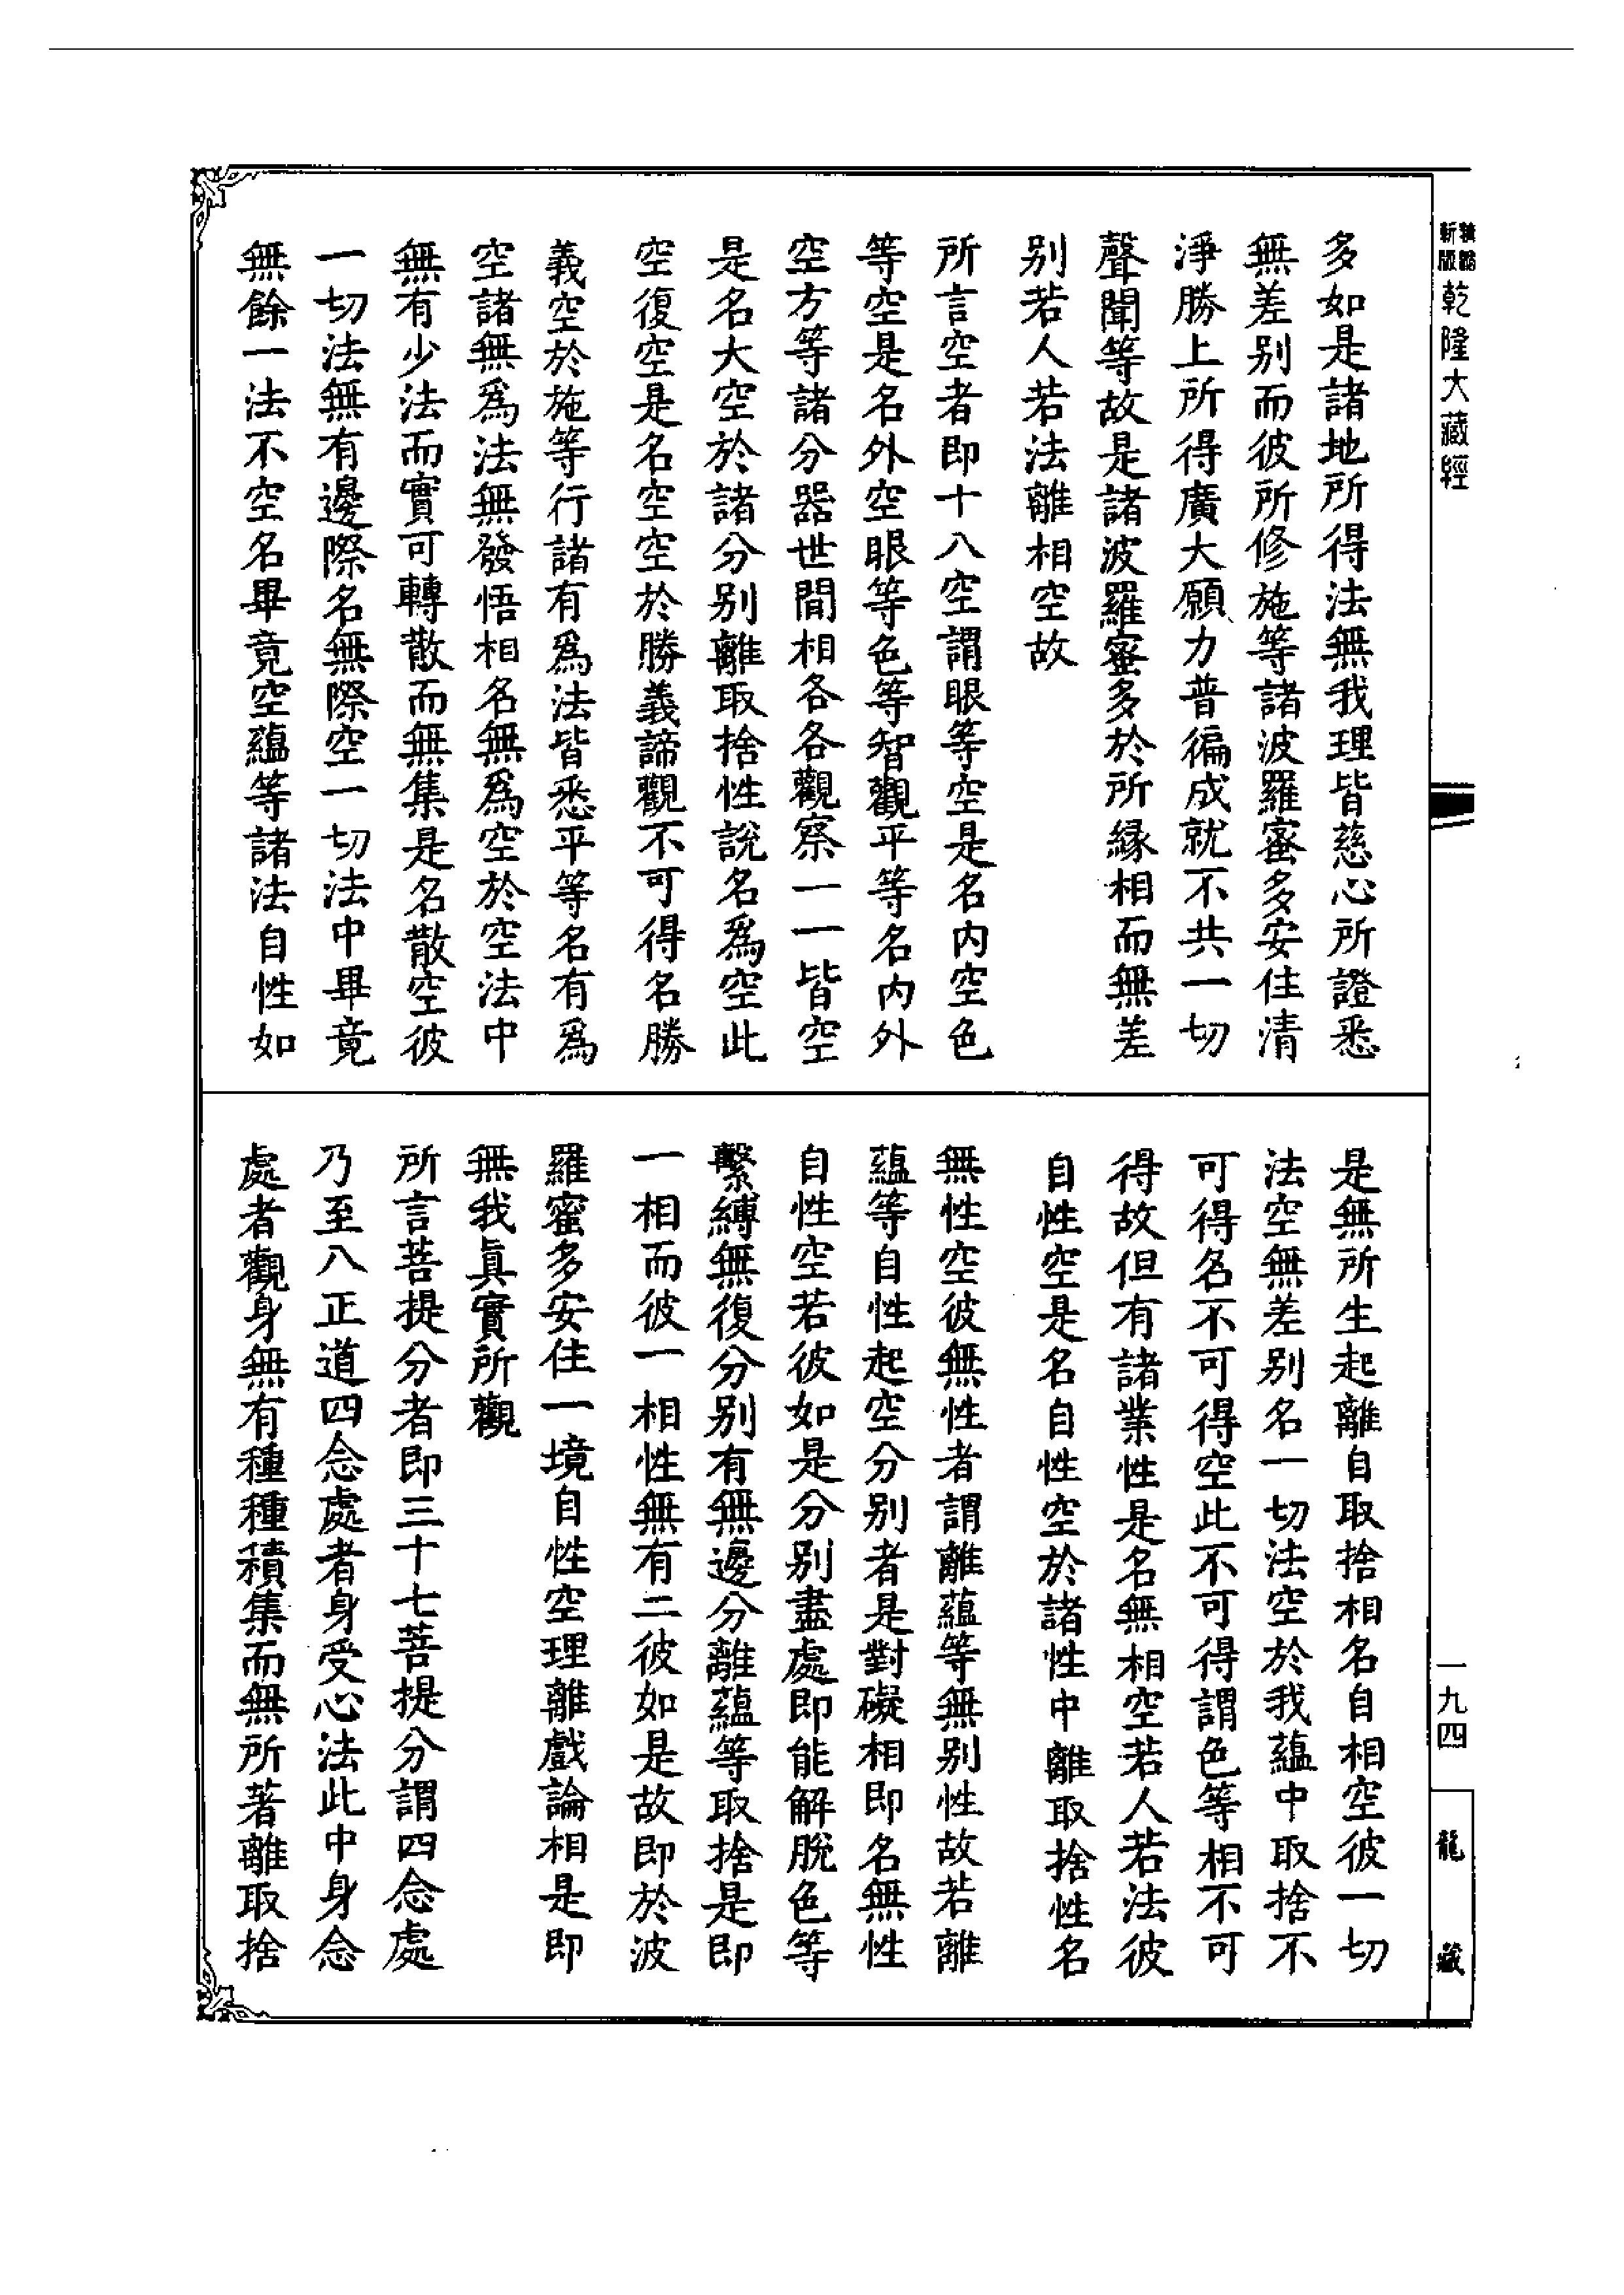 新版
乾隆大藏經
多如是諸地所得法無我理皆慈心所證悉
無差別而彼所修施等諸波羅蜜多安住清
淨勝上所得廣大願力普徧成就不共一切
聲聞等故是諸波羅蜜多於所緣相而無差
別若人若法離相空故
所言空者即十八空謂眼等空是名內空色
等空是名外空眼等色等智觀平等名內外
空方等諸分器世間相各各觀察一一皆空
是名大空於諸分別離取捨性說名為空此
空復空是名空空於勝義諦觀不可得名勝
義空於施等行諸有為法皆悉平等名有為
空諸無為法無發悟相名無為空於空法中
無有少法而實可轉散而無集是名散空彼
一切法無有邊際名無際空一切法中畢竟
無餘一法不空名畢竟空蘊等諸法自性如
是無所生起離自取捨相名自相空彼一切
法空無差別名一切法空於我蘊中取捨不
可得名不可得空此不可得謂色等相不可
得故但有諸業性是名無相空若人若法彼
自性空是名自性空於諸性中離取捨性名
無性空彼無性者謂離蘊等無別性故若離
蘊等自性起空分別者是對礙相即名無性
自性空若彼如是分別盡處即能解脫色等
繫縛無復分別有無邊分離蘊等取捨是即
一相而彼一相性無有二彼如是故即於波
羅蜜多安住一境自性空理離戲論相是即
無我真實所觀
所言菩提分者即三十七菩提分謂四念處
乃至八正道四念處者身受心法此中身念
處者觀身無有種種積集而無所著離取捨
一九四
龍藏